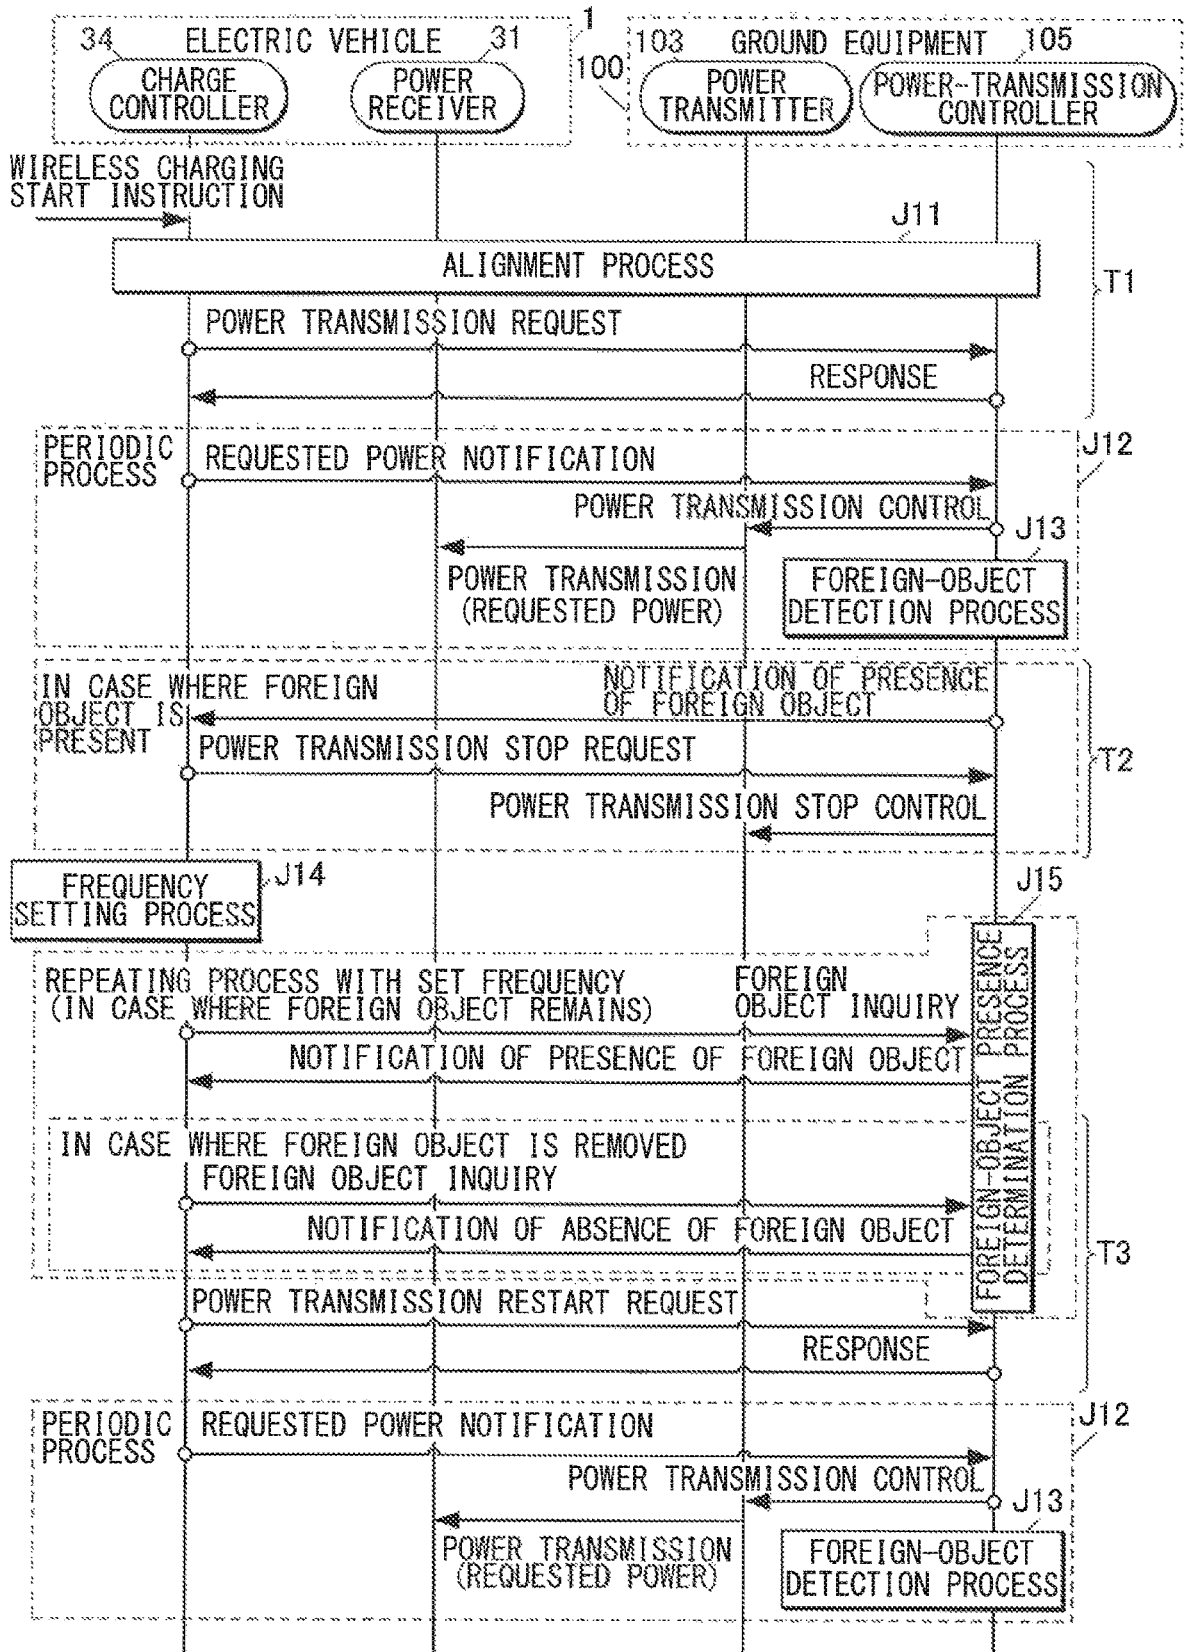 1
34
ELECTRIC VEHICLE
31
CHARGE
CONTROLLER
POWER
RECEIVER
100
103
GROUND EQUIPMENT
105
POWER
TRANSMITTER
POWER-TRANSMISSION
CONTROLLER
WIRELESS CHARGING
START INSTRUCTION
J11
ALIGNMENT PROCESS
T1
POWER TRANSMISSION REQUEST
RESPONSE
J12
PERIODIC
PROCESS
REQUESTED POWER NOTIFICATION
POWER TRANSMISSION CONTROL
J13
POWER TRANSMISSION
(REQUESTED POWER)
FOREIGN-OBJECT
DETECTION PROCESS
IN CASE WHERE FOREIGN
OBJECT IS
PRESENT
NOTIFICATION OF PRESENCE
OF FOREIGN OBJECT
POWER TRANSMISSION STOP REQUEST
T2
POWER TRANSMISSION STOP CONTROL
J14
FREQUENCY
SETTING PROCESS
J15
FOREIGN-OBJECT PRESENCE
DETERMINATION PROCESS
REPEATING PROCESS WITH SET FREQUENCY
(IN CASE WHERE FOREIGN OBJECT REMAINS)
FOREIGN
OBJECT INQUIRY
NOTIFICATION OF PRESENCE OF FOREIGN OBJECT
IN CASE WHERE FOREIGN OBJECT IS REMOVED
FOREIGN OBJECT INQUIRY
NOTIFICATION OF ABSENCE OF FOREIGN OBJECT
T3
POWER TRANSMISSION RESTART REQUEST
RESPONSE
J12
PERIODIC
PROCESS
REQUESTED POWER NOTIFICATION
POWER TRANSMISSION CONTROL
J13
POWER TRANSMISSION
(REQUESTED POWER)
FOREIGN-OBJECT
DETECTION PROCESS